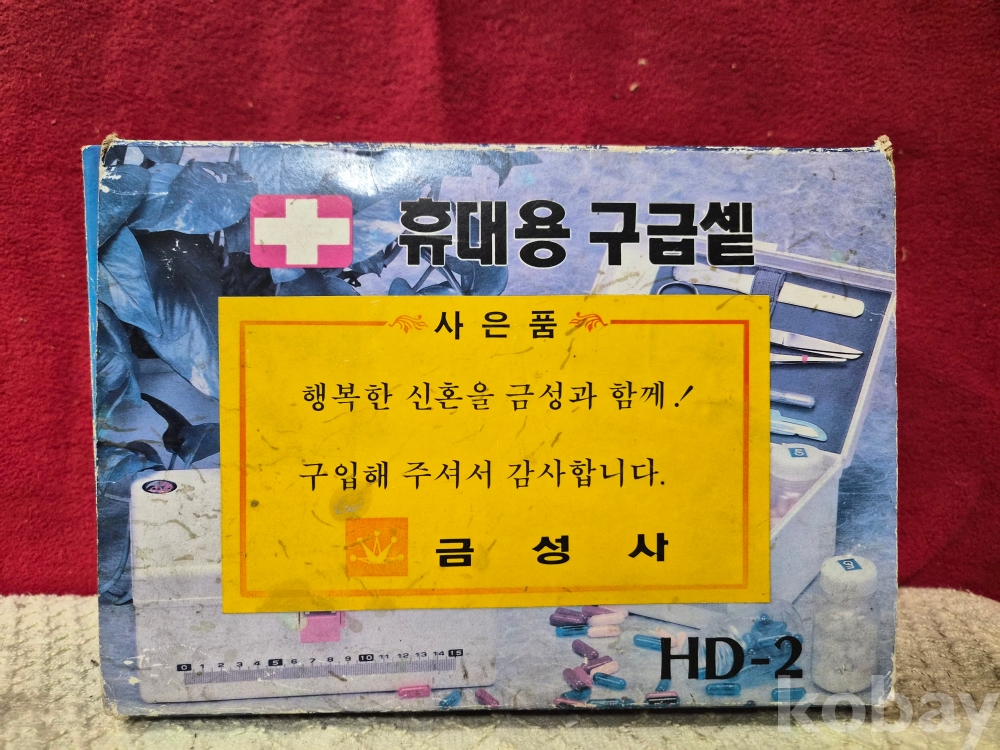 휴대용 구급셑
사은품
행복한 신혼을 금성과 함께!
구입해 주셔서 감사합니다.
금성사
0 1 2 3 4 5 6 7 8 9 10 11 12 13 14 15
HD-2
kobay